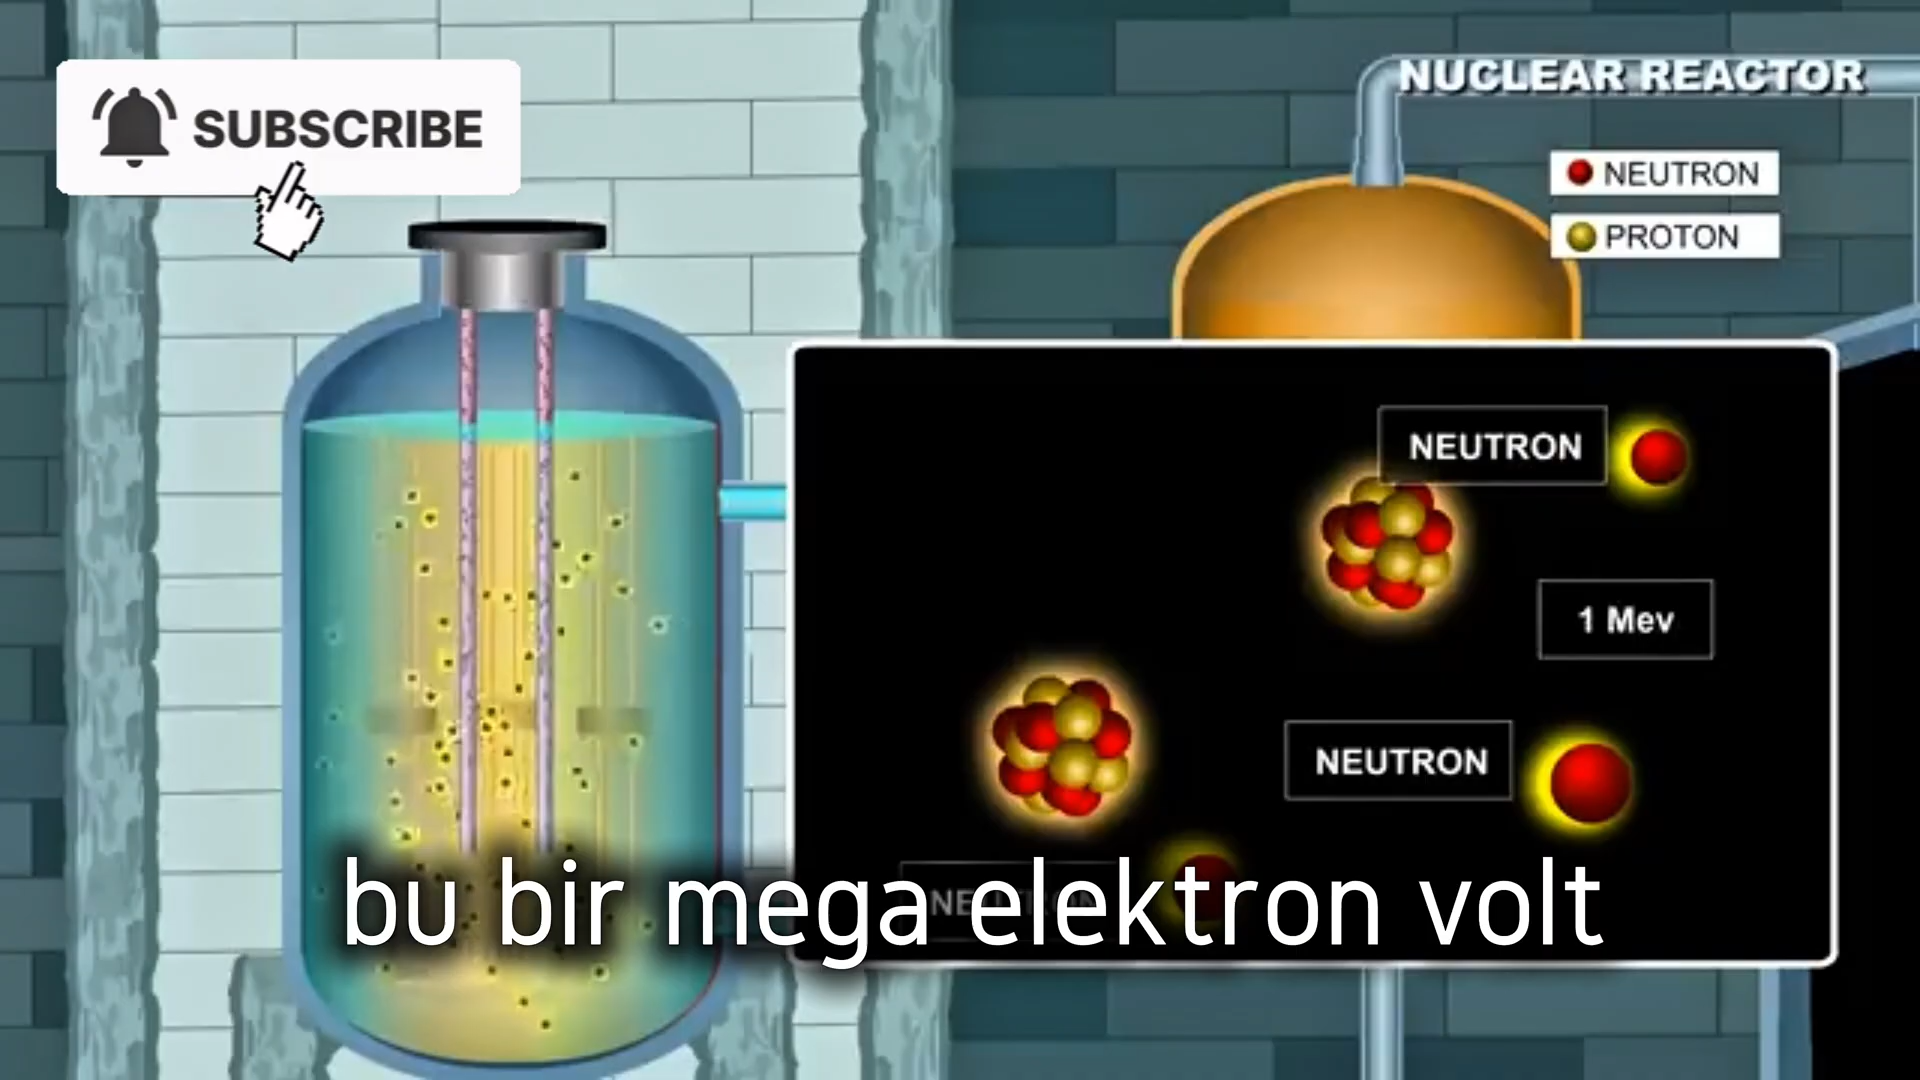 SUBSCRIBE
NUCLEAR REACTOR
NEUTRON
PROTON
NEUTRON
1 Mev
NEUTRON
bu bir mega elektron volt